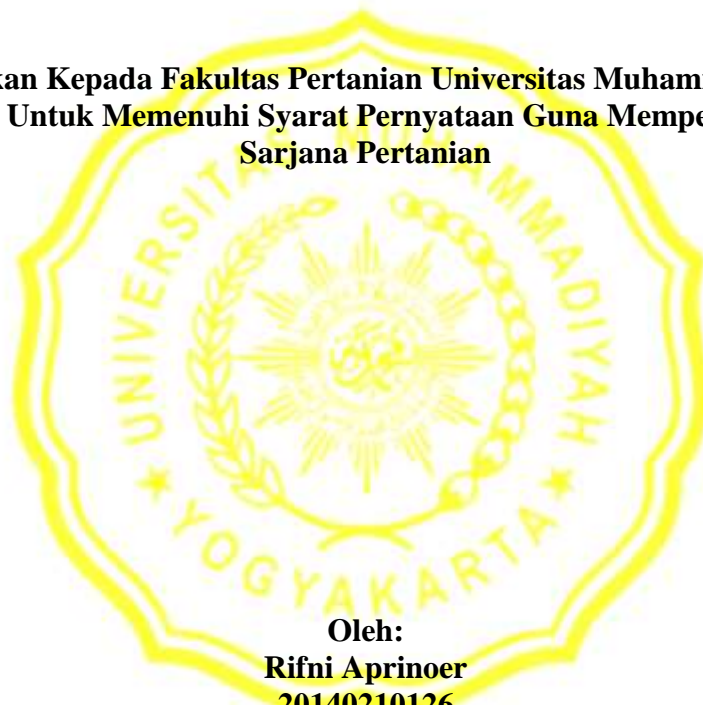 kan Kepada Fakultas Pertanian Universitas Muham
Untuk Memenuhi Syarat Pernyataan Guna Mempe
Sarjana Pertanian
UNIVERSITAS MUHAMMADIYAH
★ YOGYAKARTA ★
Oleh:
Rifni Aprinoer
20140210126